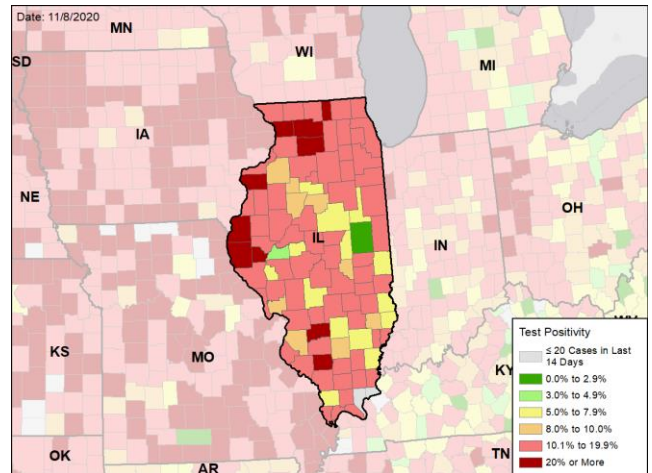 Date: 11/8/2020
MN
WI
SD
MI
IA
NE
OH
IL
IN
WV
KS
MO
KY
OK
AR
TN
Test Positivity
≤ 20 Cases in Last
14 Days
0.0% to 2.9%
3.0% to 4.9%
5.0% to 7.9%
8.0% to 10.0%
10.1% to 19.9%
20% or More